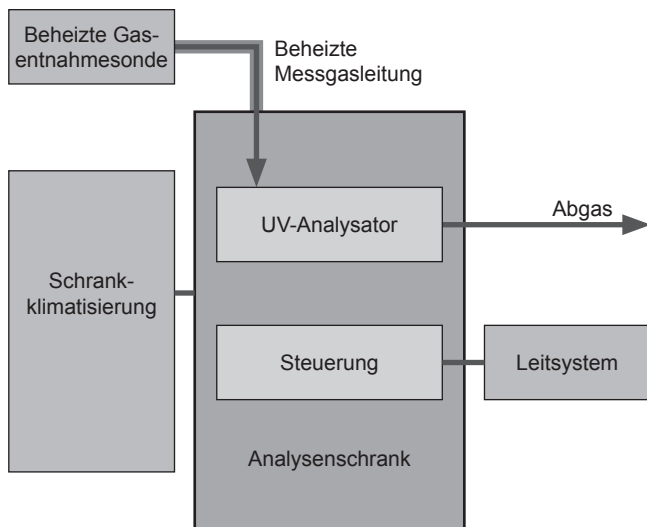 Beheizte Gas-
entnahmesonde
Beheizte
Messgasleitung
UV-Analysator
Abgas
Schrank-
klimatisierung
Steuerung
Leitsystem
Analysenschrank